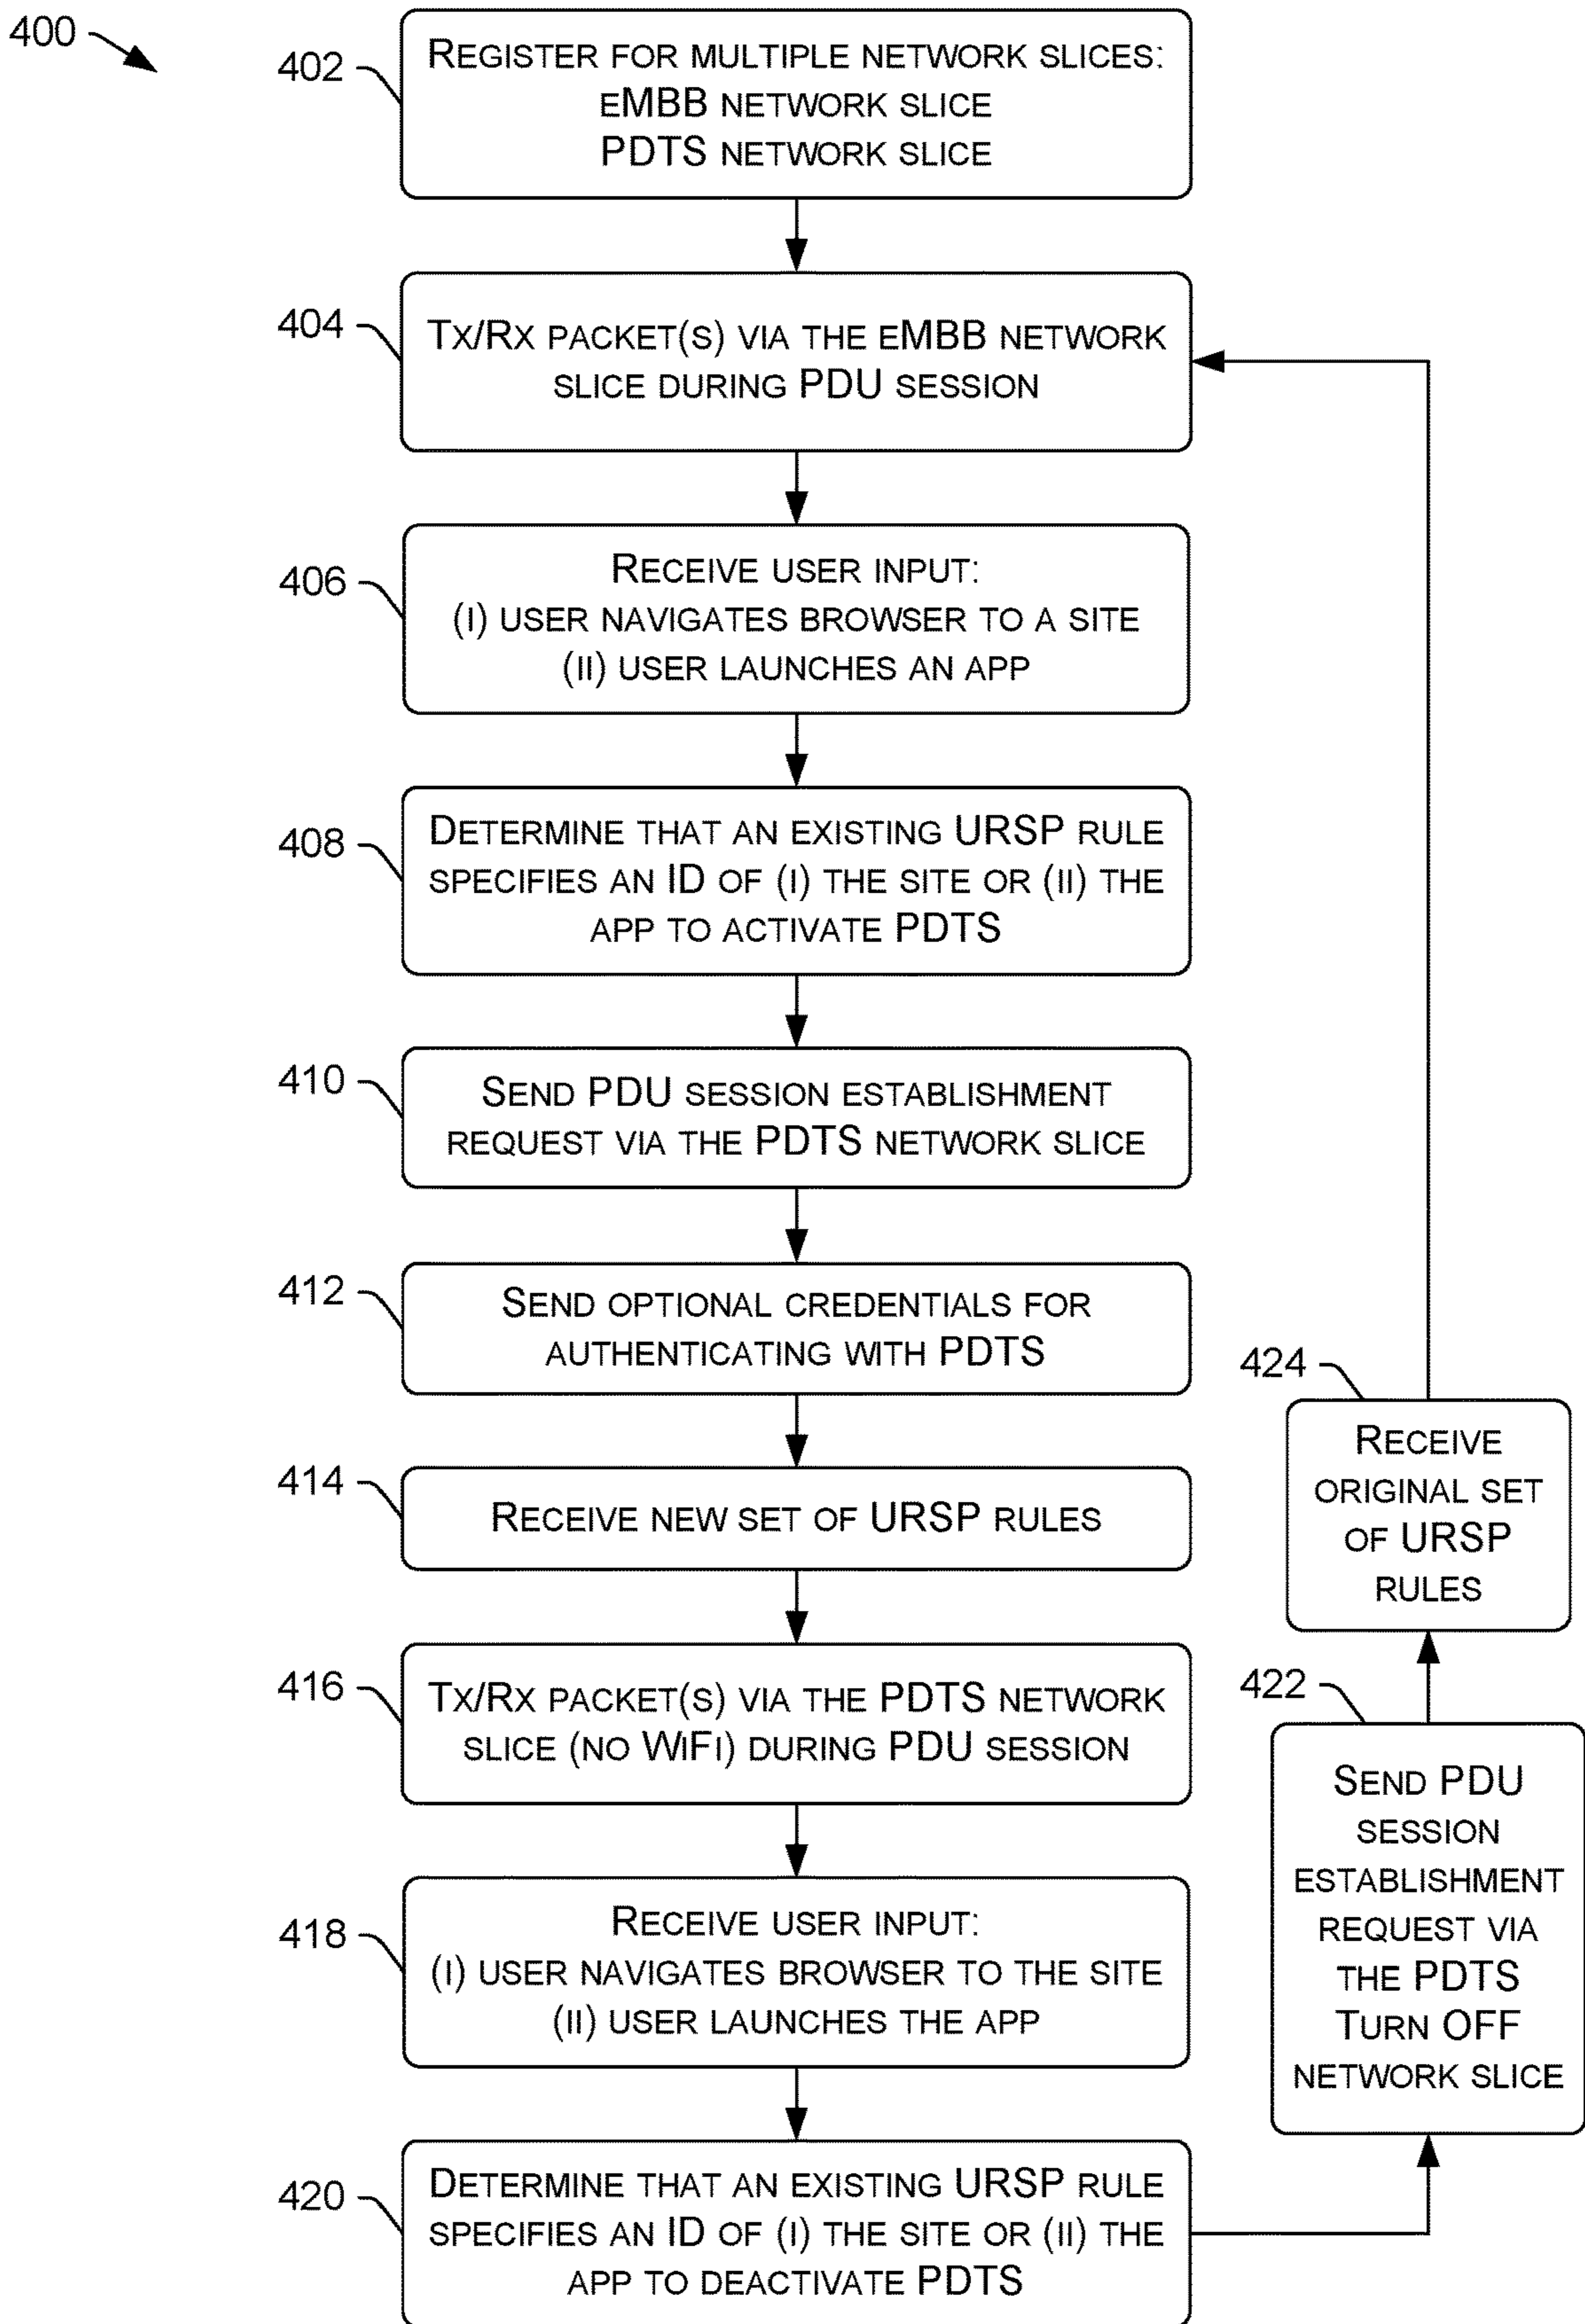 400
402
REGISTER FOR MULTIPLE NETWORK SLICES:
EMBB NETWORK SLICE
PDTS NETWORK SLICE
404
TX/RX PACKET(S) VIA THE EMBB NETWORK
SLICE DURING PDU SESSION
406
RECEIVE USER INPUT:
(I) USER NAVIGATES BROWSER TO A SITE
(II) USER LAUNCHES AN APP
408
DETERMINE THAT AN EXISTING URSP RULE
SPECIFIES AN ID OF (I) THE SITE OR (II) THE
APP TO ACTIVATE PDTS
410
SEND PDU SESSION ESTABLISHMENT
REQUEST VIA THE PDTS NETWORK SLICE
412
SEND OPTIONAL CREDENTIALS FOR
AUTHENTICATING WITH PDTS
414
RECEIVE NEW SET OF URSP RULES
416
TX/RX PACKET(S) VIA THE PDTS NETWORK
SLICE (NO WIFI) DURING PDU SESSION
418
RECEIVE USER INPUT:
(I) USER NAVIGATES BROWSER TO THE SITE
(II) USER LAUNCHES THE APP
420
DETERMINE THAT AN EXISTING URSP RULE
SPECIFIES AN ID OF (I) THE SITE OR (II) THE
APP TO DEACTIVATE PDTS
422
SEND PDU
SESSION
ESTABLISHMENT
REQUEST VIA
THE PDTS
TURN OFF
NETWORK SLICE
424
RECEIVE
ORIGINAL SET
OF URSP
RULES